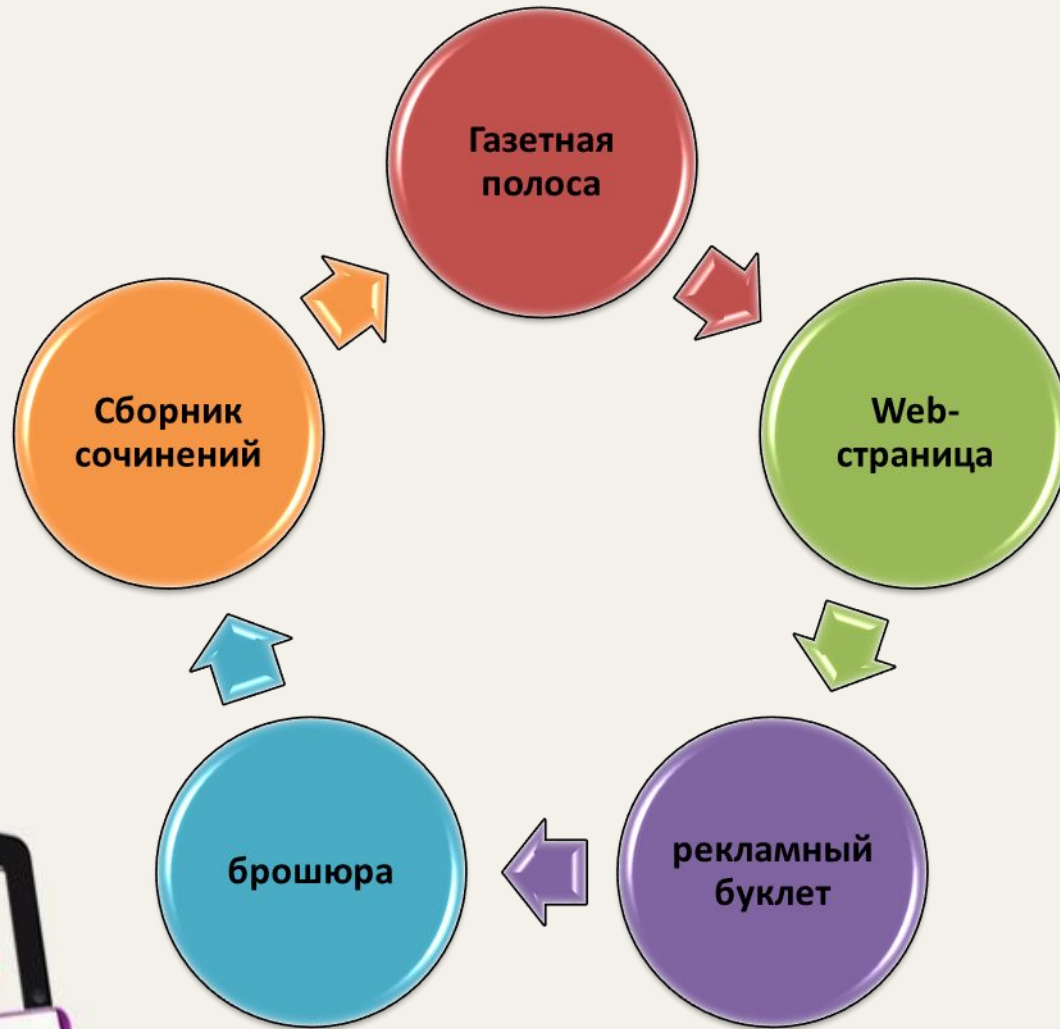 Газетная
полоса
Web-
страница
рекламный
буклет
брошюра
Сборник
сочинений